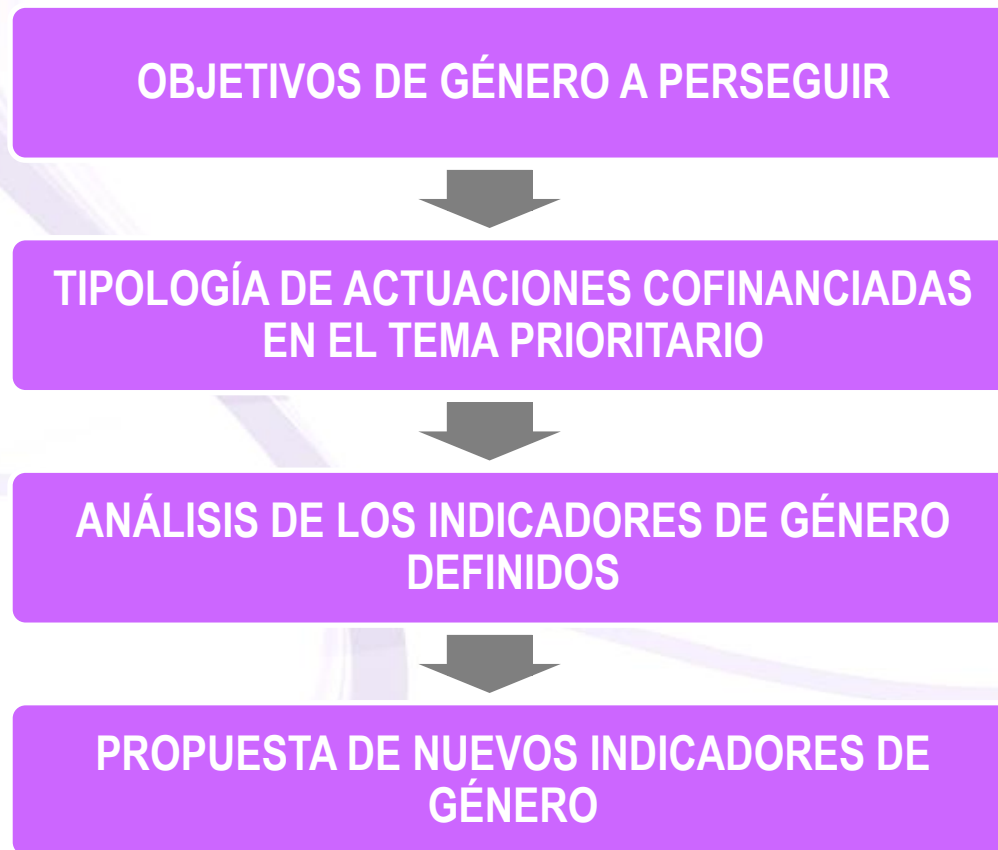 OBJETIVOS DE GÉNERO A PERSEGUIR
TIPOLOGÍA DE ACTUACIONES COFINANCIADAS
EN EL TEMA PRIORITARIO
ANÁLISIS DE LOS INDICADORES DE GÉNERO
DEFINIDOS
PROPUESTA DE NUEVOS INDICADORES DE
GÉNERO